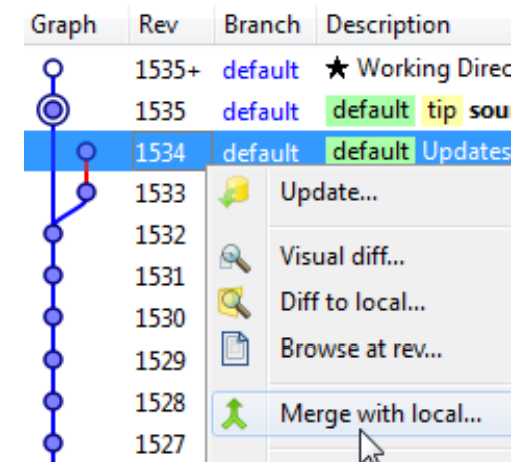 Graph Rev Branch Description
1535+ default ★ Working Direc
1535 default default tip sou
1534 default default Updates
1533
1532
1531
1530
1529
1528
1527
Update...
Visual diff...
Diff to local...
Browse at rev...
Merge with local...